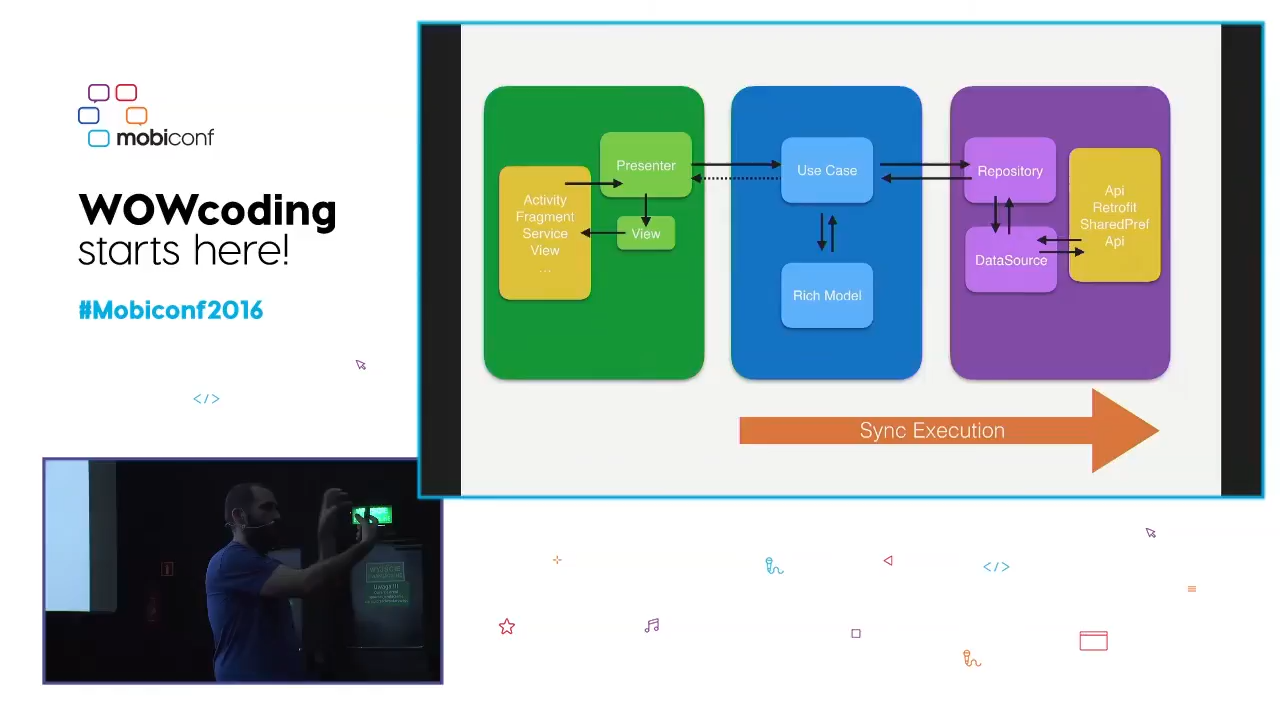 mobiconf
WOWcoding
starts here!
#Mobiconf2016
</>
Presenter
Activity
Fragment
Service
View
...
View
Use Case
Rich Model
Repository
DataSource
Api
Retrofit
SharedPref
Api
Sync Execution
Uwaga!!!
</>